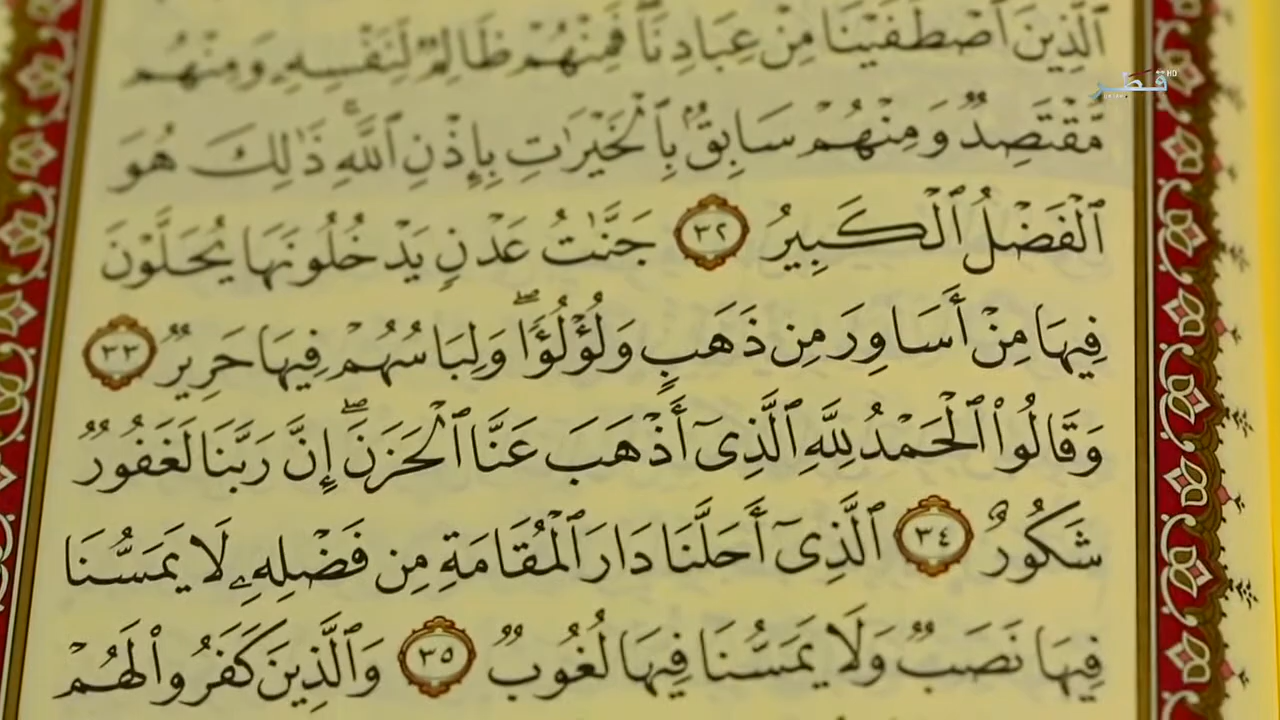 ٱلَّذِينَ ٱصْطَفَيْنَا مِنْ عِبَادِنَا ۖ فَمِنْهُمْ ظَالِمٌ لِّنَفْسِهِۦ وَمِنْهُم
قطر HD
مُّقْتَصِدٌ وَمِنْهُمْ سَابِقٌۢ بِٱلْخَيْرَٰتِ بِإِذْنِ ٱللَّهِ ۚ ذَٰلِكَ هُوَ
ٱلْفَضْلُ ٱلْكَبِيرُ ٣٢ جَنَّٰتُ عَدْنٍ يَدْخُلُونَهَا يُحَلَّوْنَ
فِيهَا مِنْ أَسَاوِرَ مِن ذَهَبٍ وَلُؤْلُؤًا ۖ وَلِبَاسُهُمْ فِيهَا حَرِيرٌ ٣٣
وَقَالُوا۟ ٱلْحَمْدُ لِلَّهِ ٱلَّذِىٓ أَذْهَبَ عَنَّا ٱلْحَزَنَ ۖ إِنَّ رَبَّنَا لَغَفُورٌ
شَكُورٌ ٣٤ ٱلَّذِىٓ أَحَلَّنَا دَارَ ٱلْمُقَامَةِ مِن فَضْلِهِۦ لَا يَمَسُّنَا
فِيهَا نَصَبٌ وَلَا يَمَسُّنَا فِيهَا لُغُوبٌ ٣٥ وَٱلَّذِينَ كَفَرُوا۟ لَهُمْ